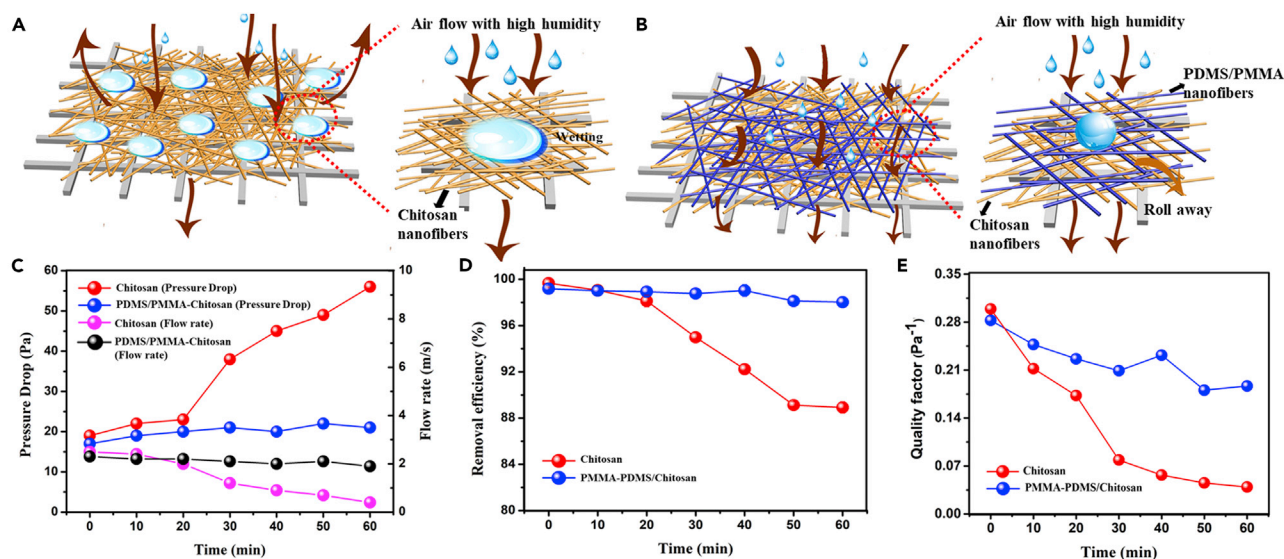 A
Air flow with high humidity
Wetting
Chitosan
nanofibers
B
Air flow with high humidity
PDMS/PMMA
nanofibers
Chitosan
nanofibers
Roll away
C
60
50
40
30
20
10
0
Pressure Drop (Pa)
Chitosan (Pressure Drop)
PDMS/PMMA-Chitosan (Pressure Drop)
Chitosan (Flow rate)
PDMS/PMMA-Chitosan
(Flow rate)
10
8
6
4
2
0
Flow rate (m/s)
0 10 20 30 40 50 60
Time (min)
D
100
96
92
88
84
80
Removal efficiency (%)
Chitosan
PMMA-PDMS/Chitosan
0 10 20 30 40 50 60
Time (min)
E
0.35
0.28
0.21
0.14
0.07
0.00
Quality factor (Pa-1)
Chitosan
PMMA-PDMS/Chitosan
0 10 20 30 40 50 60
Time (min)